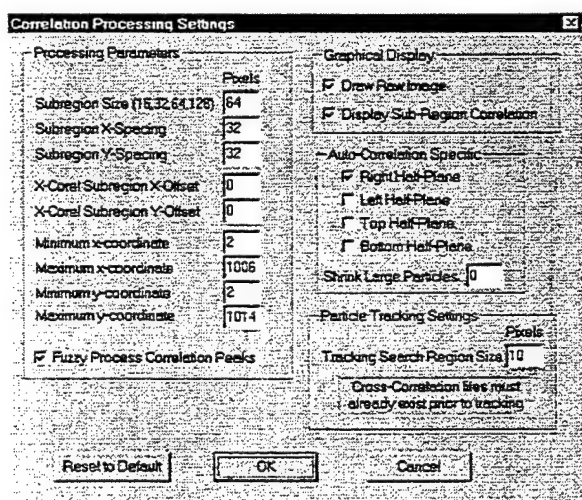 Correlation Processing Settings
Processing Parameters
Pixels
Subregion Size (16,32,64,128) 64
Subregion X-Spacing 32
Subregion Y-Spacing 32
X-Corel Subregion X-Offset 0
X-Corel Subregion Y-Offset 0
Minimum x-coordinate 2
Maximum x-coordinate 1006
Minimum y-coordinate 2
Maximum y-coordinate 1014
Fuzzy Process Correlation Peaks
Graphical Display
Draw Raw Image
Display Sub-Region Correlation
Auto-Correlation Specific
Right Half-Plane
Left Half-Plane
Top Half-Plane
Bottom Half-Plane
Shrink Large Particles 0
Particle Tracking Settings
Pixels
Tracking Search Region Size 10
Cross-Correlation files must
already exist prior to tracking
Reset to Default
OK
Cancel